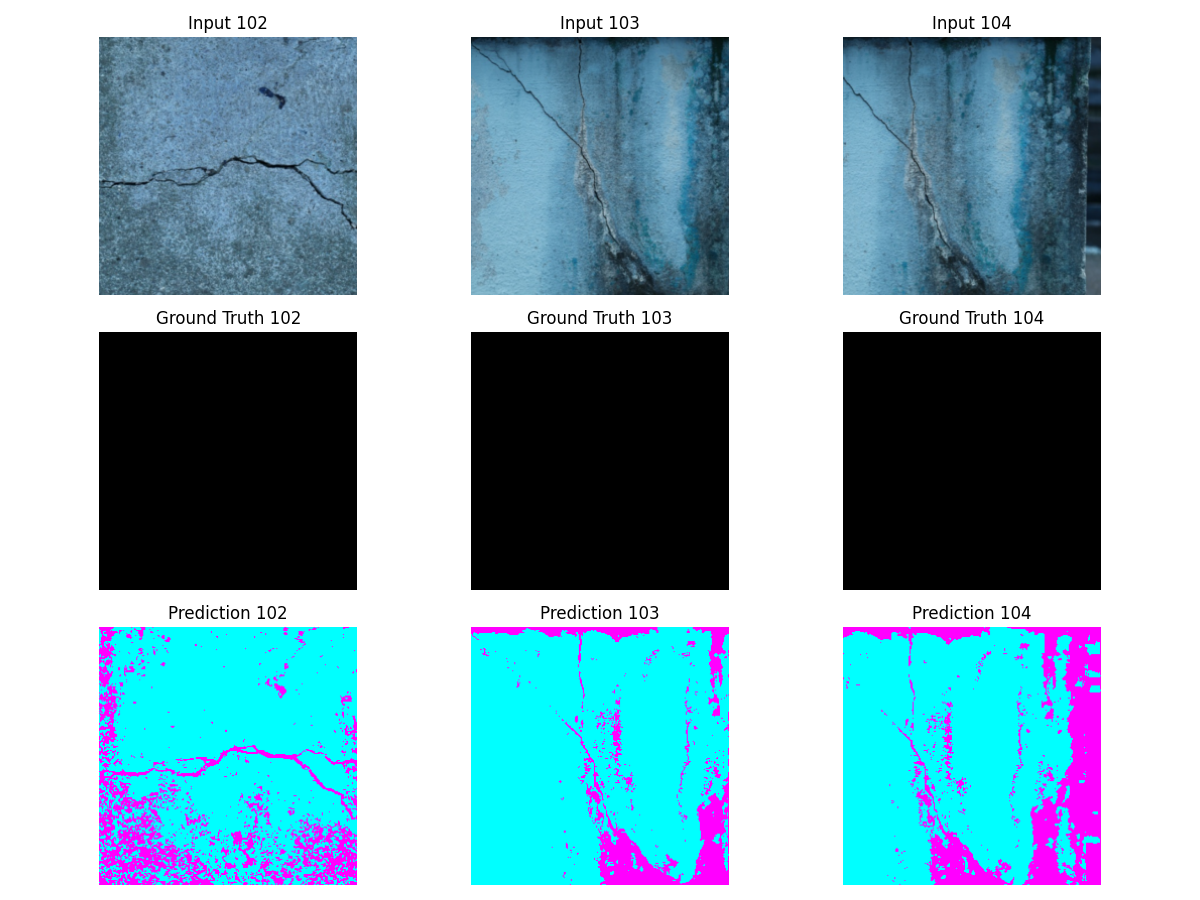 Input 102
Input 103
Input 104
Ground Truth 102
Ground Truth 103
Ground Truth 104
Prediction 102
Prediction 103
Prediction 104